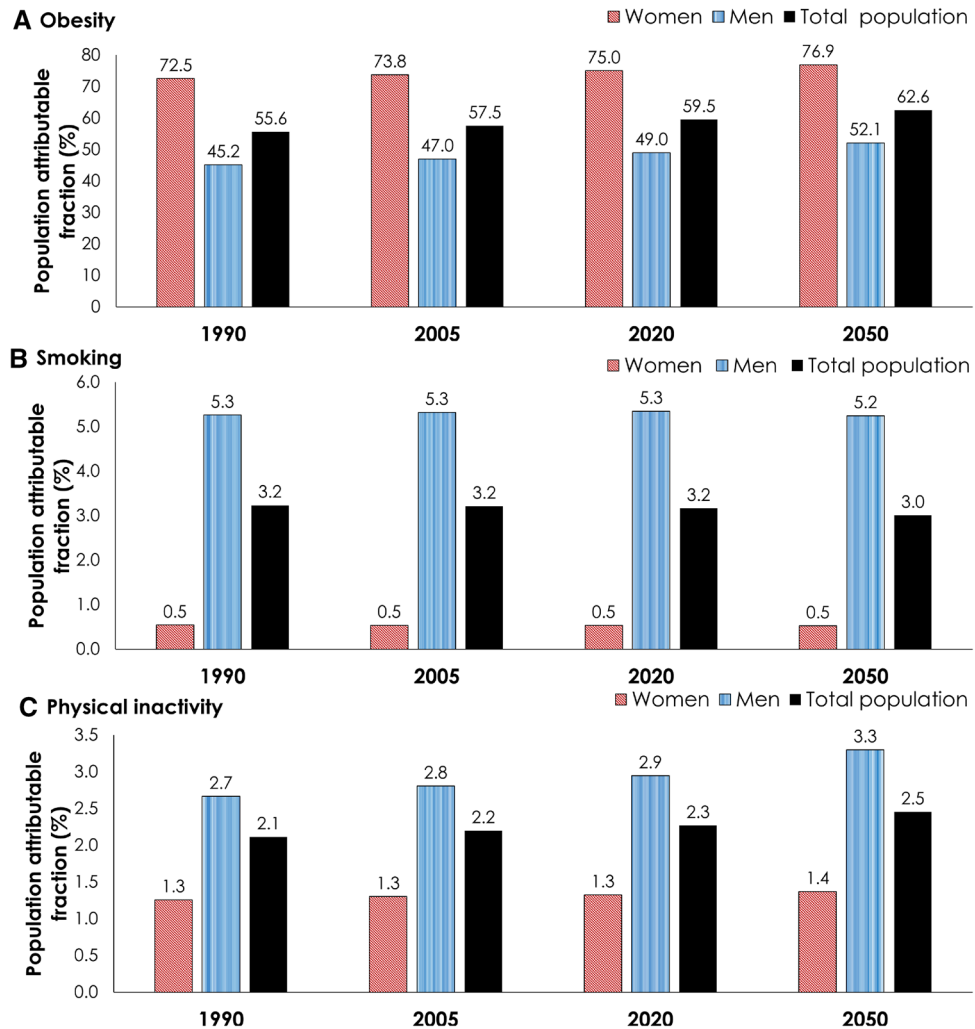 A Obesity
Women Men Total population
Population attributable
fraction (%)
80
70
60
50
40
30
20
10
0
72.5 45.2 55.6 73.8 47.0 57.5 75.0 49.0 59.5 76.9 52.1 62.6
1990 2005 2020 2050
B Smoking
Women Men Total population
Population attributable
fraction (%)
6.0
5.0
4.0
3.0
2.0
1.0
0.0
0.5 5.3 3.2 0.5 5.3 3.2 0.5 5.3 3.2 0.5 5.2 3.0
1990 2005 2020 2050
C Physical inactivity
Women Men Total population
Population attributable
fraction (%)
3.5
3.0
2.5
2.0
1.5
1.0
0.5
0.0
1.3 2.7 2.1 1.3 2.8 2.2 1.3 2.9 2.3 1.4 3.3 2.5
1990 2005 2020 2050